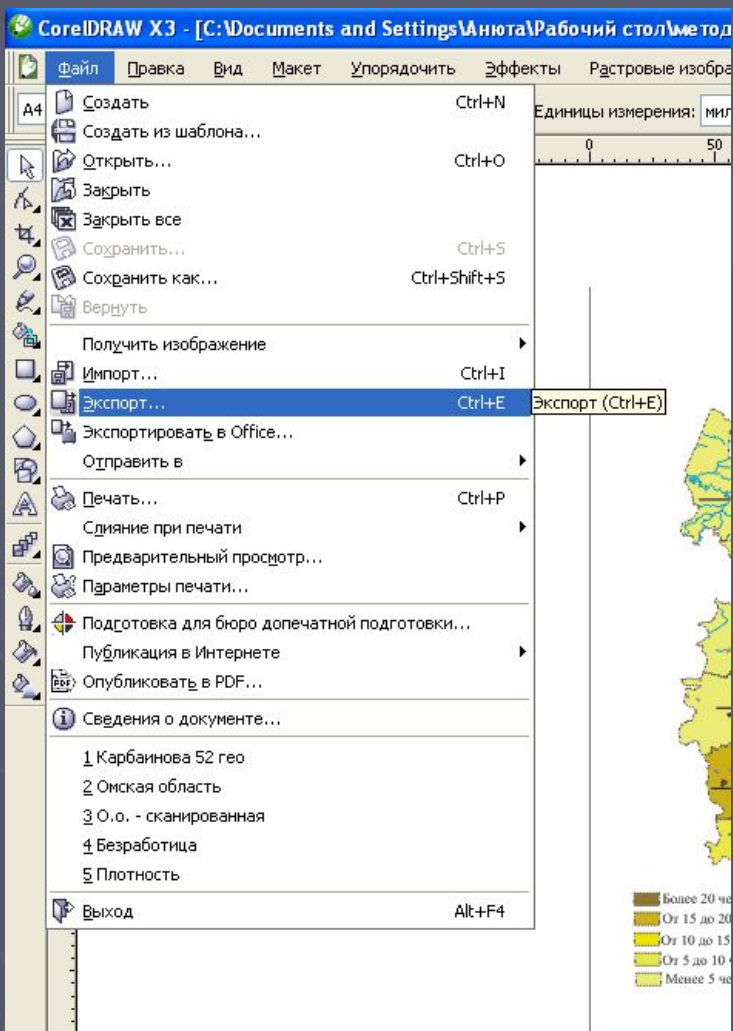 CorelDRAW X3 - [C:\Documents and Settings\Анюта\Рабочий стол\метод
Файл Правка Вид Макет Упорядочить Эффекты Растровые изобра
A4 Единицы измерения: мил
0 50
Создать Ctrl+N
Создать из шаблона...
Открыть... Ctrl+O
Закрыть
Закрыть все
Сохранить... Ctrl+S
Сохранить как... Ctrl+Shift+S
Вернуть
Получить изображение
Импорт... Ctrl+I
Экспорт... Ctrl+E Экспорт (Ctrl+E)
Экспортировать в Office...
Отправить в
Печать... Ctrl+P
Слияние при печати
Предварительный просмотр...
Параметры печати...
Подготовка для бюро допечатной подготовки...
Публикация в Интернете
Опубликовать в PDF...
Сведения о документе...
1 Карбаинова 52 гео
2 Омская область
3 О.о. - сканированная
4 Безработица
5 Плотность
Выход Alt+F4
Более 20 че
От 15 до 20
От 10 до 15
От 5 до 10
Менее 5 че